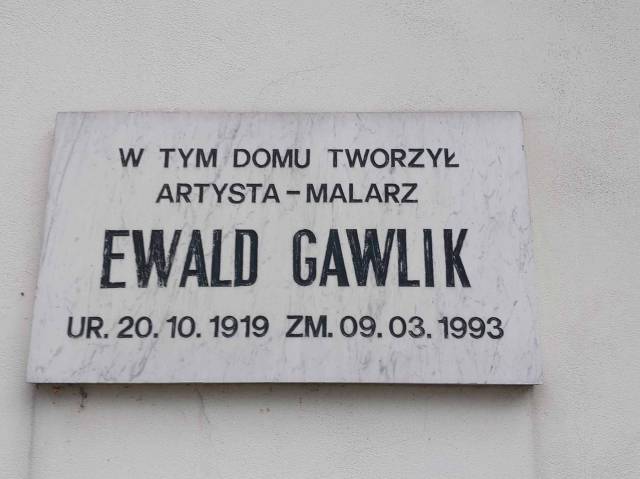 W TYM DOMU TWORZYŁ
ARTYSTA-MALARZ
EWALD GAWLIK
UR. 20. 10. 1919 ZM. 09. 03. 1993